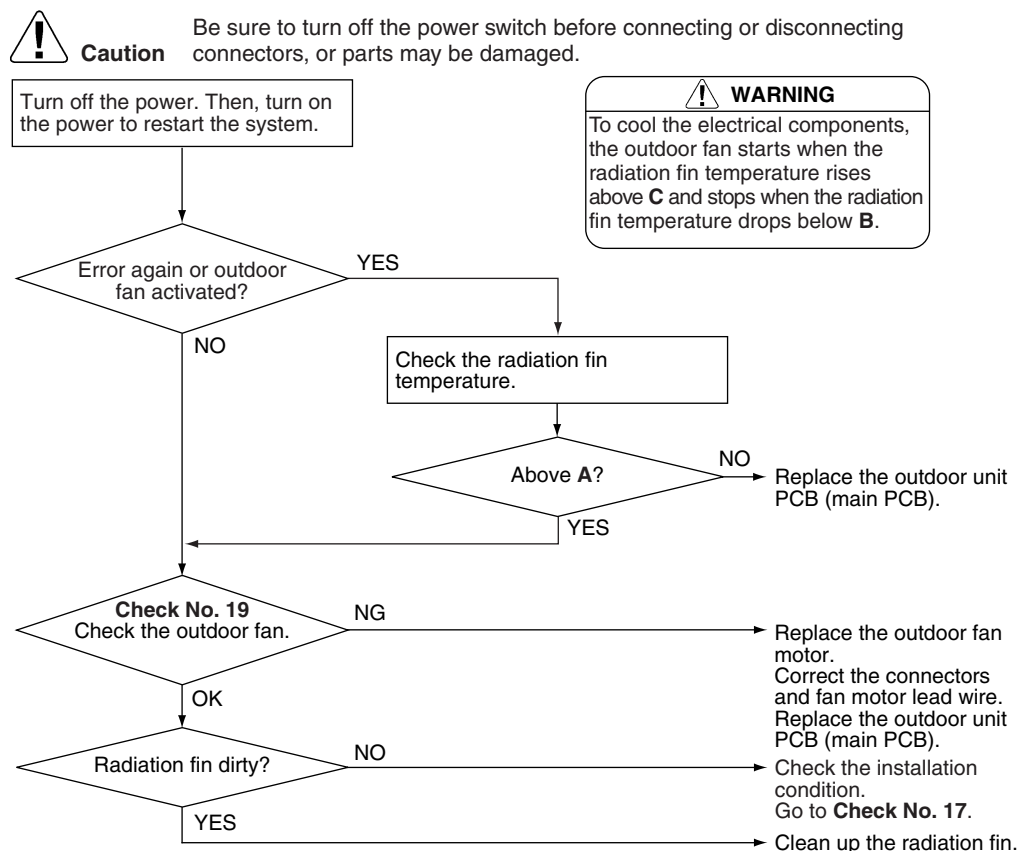 Be sure to turn off the power switch before connecting or disconnecting
Caution connectors, or parts may be damaged.
Turn off the power. Then, turn on
the power to restart the system.
WARNING
To cool the electrical components,
the outdoor fan starts when the
radiation fin temperature rises
above C and stops when the radiation
fin temperature drops below B.
Error again or outdoor
fan activated?
YES
NO
Check the radiation fin
temperature.
Above A?
NO
Replace the outdoor unit
PCB (main PCB).
YES
Check No. 19
Check the outdoor fan.
NG
Replace the outdoor fan
motor.
Correct the connectors
and fan motor lead wire.
Replace the outdoor unit
PCB (main PCB).
OK
Radiation fin dirty?
NO
Check the installation
condition.
Go to Check No. 17.
YES
Clean up the radiation fin.